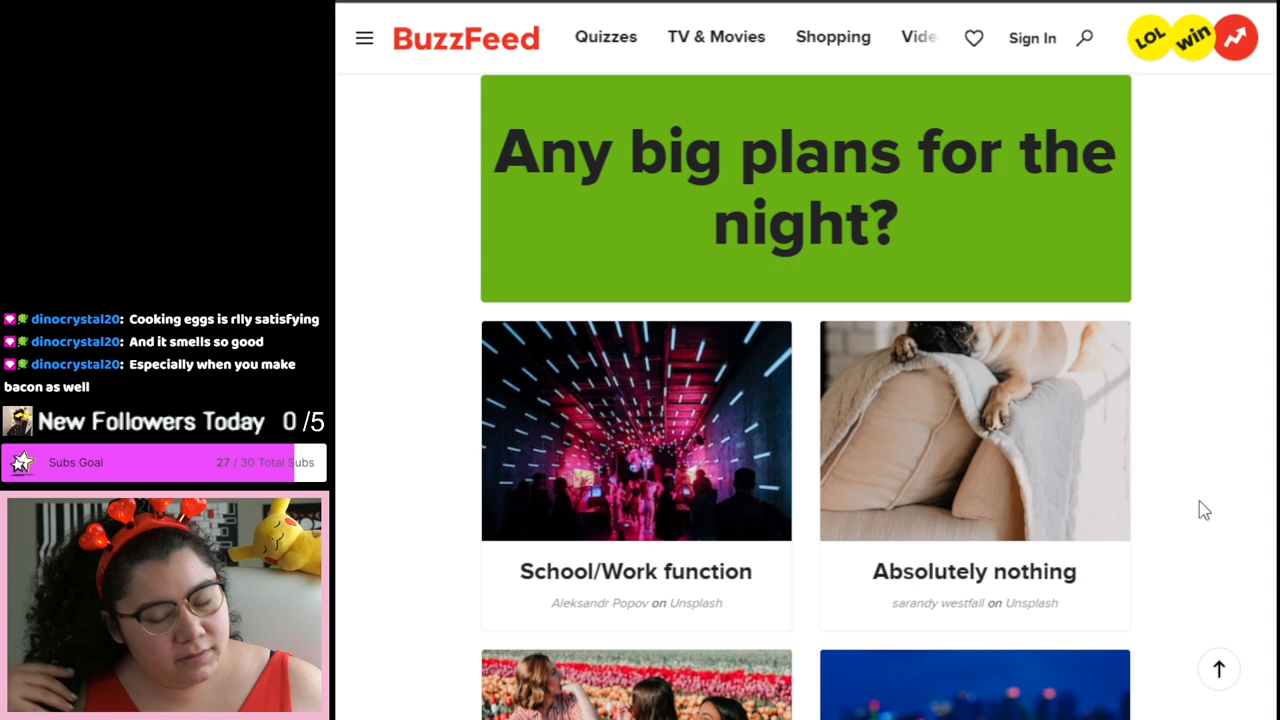 BuzzFeed
Quizzes
TV & Movies
Shopping
Vide
Sign In
LOL
win
Any big plans for the
night?
School/Work function
Aleksandr Popov on Unsplash
Absolutely nothing
sarandy westfall on Unsplash
dinocrystal20: Cooking eggs is rlly satisfying
dinocrystal20: And it smells so good
dinocrystal20: Especially when you make
bacon as well
New Followers Today 0 /5
Subs Goal
27 / 30 Total Subs